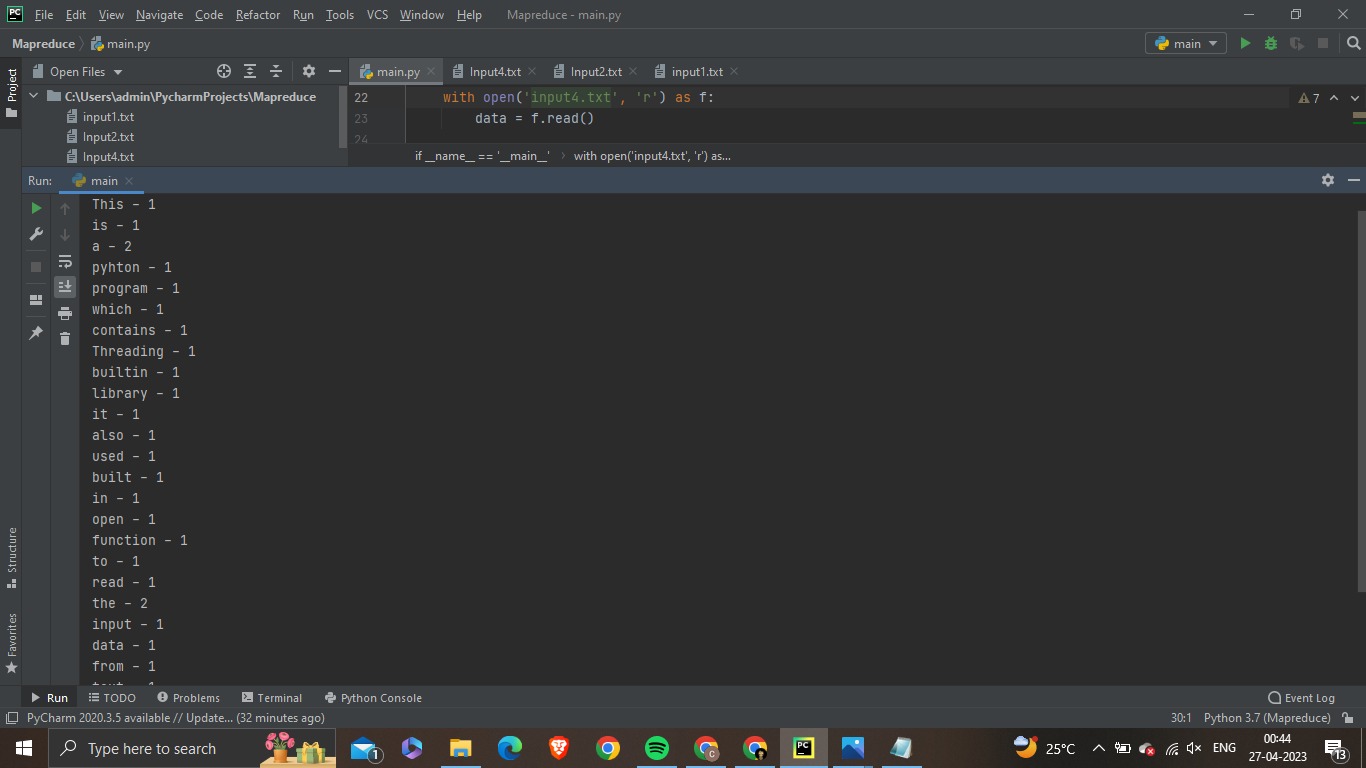 PC File Edit View Navigate Code Refactor Run Tools VCS Window Help Mapreduce - main.py
Mapreduce main.py main
Project
Open Files main.py Input4.txt Input2.txt input1.txt
C:\Users\admin\PycharmProjects\Mapreduce
input1.txt
Input2.txt
Input4.txt
22 with open('input4.txt', 'r') as f: 7
23 data = f.read()
24
if __name__ == '__main__' with open('input4.txt', 'r') as...
Run: main
This - 1
is - 1
a - 2
pyhton - 1
program - 1
which - 1
contains - 1
Threading - 1
builtin - 1
library - 1
it - 1
also - 1
used - 1
built - 1
in - 1
open - 1
function - 1
to - 1
read - 1
the - 2
input - 1
data - 1
from - 1
Structure
Favorites
Run TODO Problems Terminal Python Console Event Log
PyCharm 2020.3.5 available // Update... (32 minutes ago) 30:1 Python 3.7 (Mapreduce)
Type here to search 1 C PC 25°C ENG 00:44
27-04-2023 13